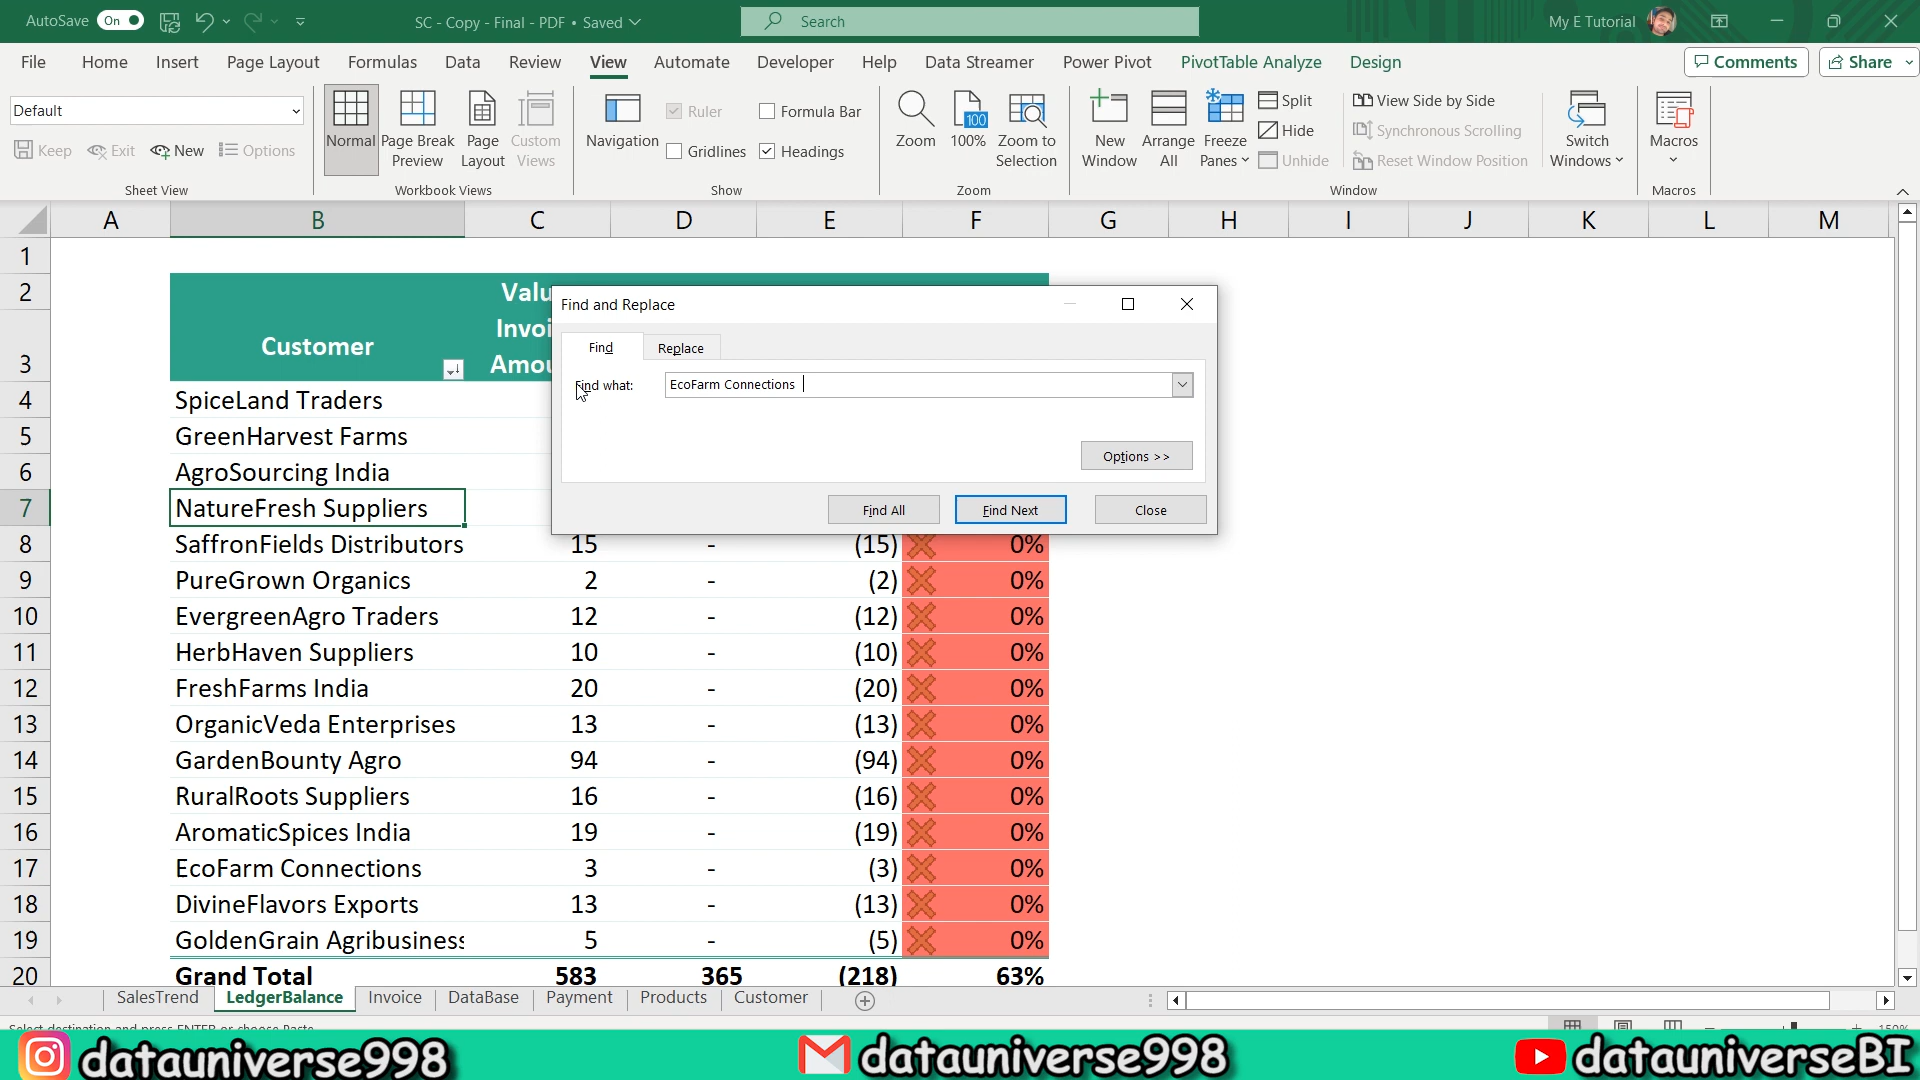 AutoSave On SC - Copy - Final - PDF • Saved Search My E Tutorial
File Home Insert Page Layout Formulas Data Review View Automate Developer Help Data Streamer Power Pivot PivotTable Analyze Design Comments Share
Default
Keep Exit New Options
Sheet View
Normal Page Break Preview Page Layout Custom Views
Workbook Views
Navigation Ruler Formula Bar
Gridlines Headings
Show
Zoom 100% Zoom to Selection
Zoom
New Window Arrange All Freeze Panes Split
Hide
Unhide
View Side by Side
Synchronous Scrolling
Reset Window Position
Switch Windows
Window
Macros
Macros
A B C D E F G H I J K L M
1
2 Valu
3 Customer Invoi
Amou
4 SpiceLand Traders
5 GreenHarvest Farms
6 AgroSourcing India
7 NatureFresh Suppliers
Find and Replace
Find Replace
Find what: EcoFarm Connections
Options >>
Find All Find Next Close
8 SaffronFields Distributors 15 - (15) 0%
9 PureGrown Organics 2 - (2) 0%
10 EvergreenAgro Traders 12 - (12) 0%
11 HerbHaven Suppliers 10 - (10) 0%
12 FreshFarms India 20 - (20) 0%
13 OrganicVeda Enterprises 13 - (13) 0%
14 GardenBounty Agro 94 - (94) 0%
15 RuralRoots Suppliers 16 - (16) 0%
16 AromaticSpices India 19 - (19) 0%
17 EcoFarm Connections 3 - (3) 0%
18 DivineFlavors Exports 13 - (13) 0%
19 GoldenGrain Agribusiness 5 - (5) 0%
20 Grand Total 583 365 (218) 63%
SalesTrend LedgerBalance Invoice DataBase Payment Products Customer
Select destination and press ENTER or choose Paste 150%
datauniverse998 datauniverse998 datauniverseBI